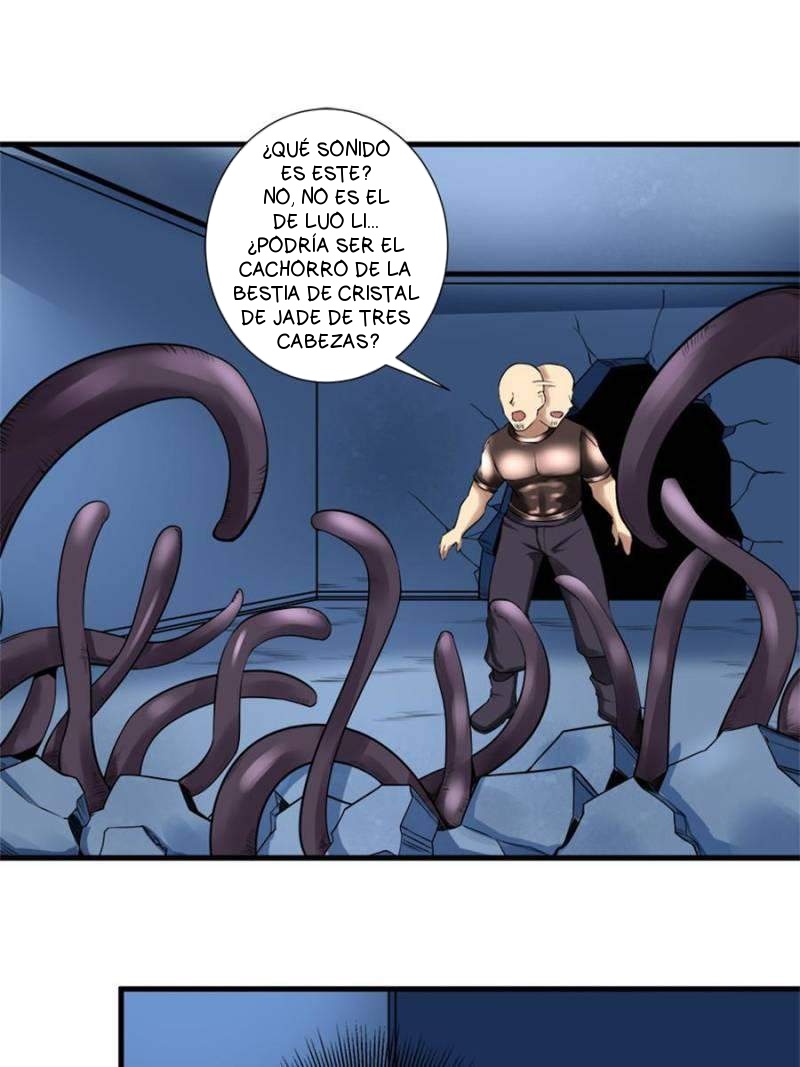 ¿QUÉ SONIDO
ES ESTE?
NO, NO ES EL
DE LUO LI...
¿PODRÍA SER EL
CACHORRO DE LA
BESTIA DE CRISTAL
DE JADE DE TRES
CABEZAS?